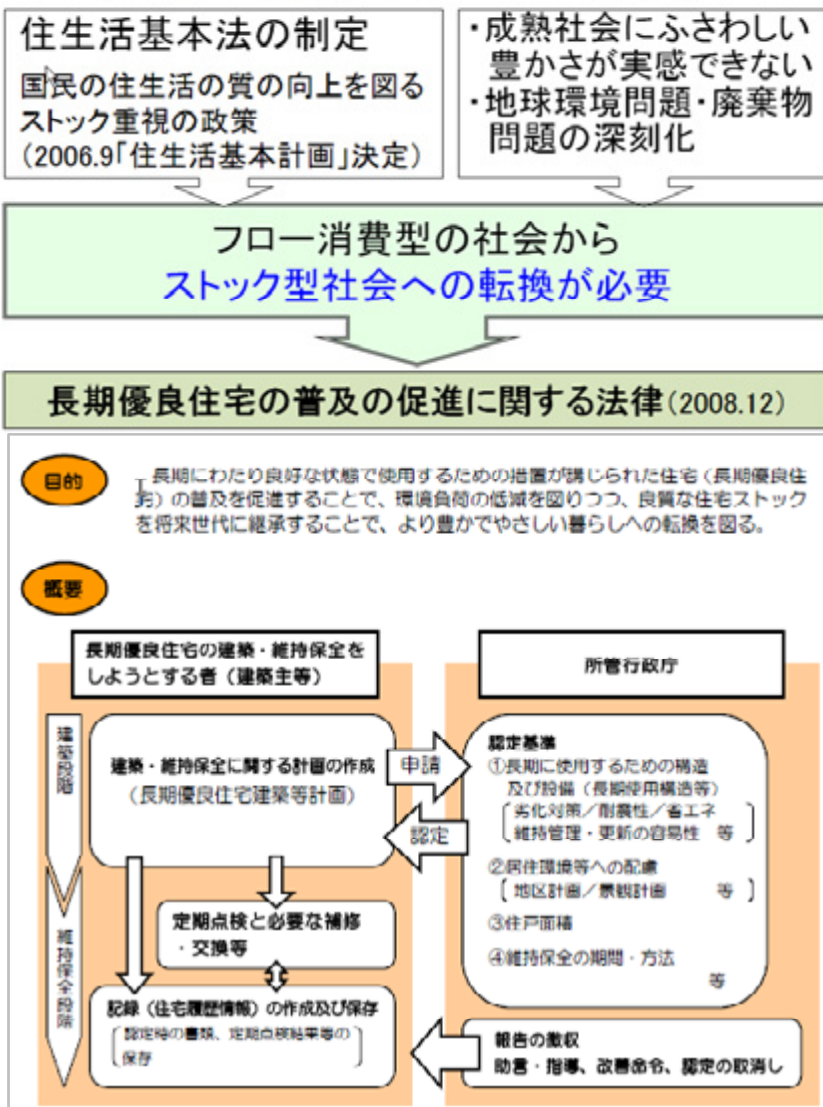 住生活基本法の制定
国民の住生活の質の向上を図る
ストック重視の政策
(2006.9「住生活基本計画」決定)
・成熟社会にふさわしい
豊かさが実感できない
・地球環境問題・廃棄物
問題の深刻化
フロー消費型の社会から
ストック型社会への転換が必要
長期優良住宅の普及の促進に関する法律(2008.12)
目的
長期にわたり良好な状態で使用するための措置が講じられた住宅(長期優良住
宅)の普及を促進することで、環境負荷の低減を図りつつ、良質な住宅ストック
を将来世代に継承することで、より豊かでやさしい暮らしへの転換を図る。
概要
長期優良住宅の建築・維持保全を
しようとする者(建築主等)
建築段階
建築・維持保全に関する計画の作成
(長期優良住宅建築等計画)
申請
認定
維持保全段階
定期点検と必要な補修
・交換等
記録(住宅履歴情報)の作成及び保存
認定時の書類、定期点検結果等の
保存
所管行政庁
認定基準
①長期に使用するための構造
及び設備(長期使用構造等)
劣化対策/耐震性/省エネ
維持管理・更新の容易性 等
②居住環境等への配慮
地区計画/景観計画 等
③住戸面積
④維持保全の期間・方法
等
報告の徴収
助言・指導、改善命令、認定の取消し